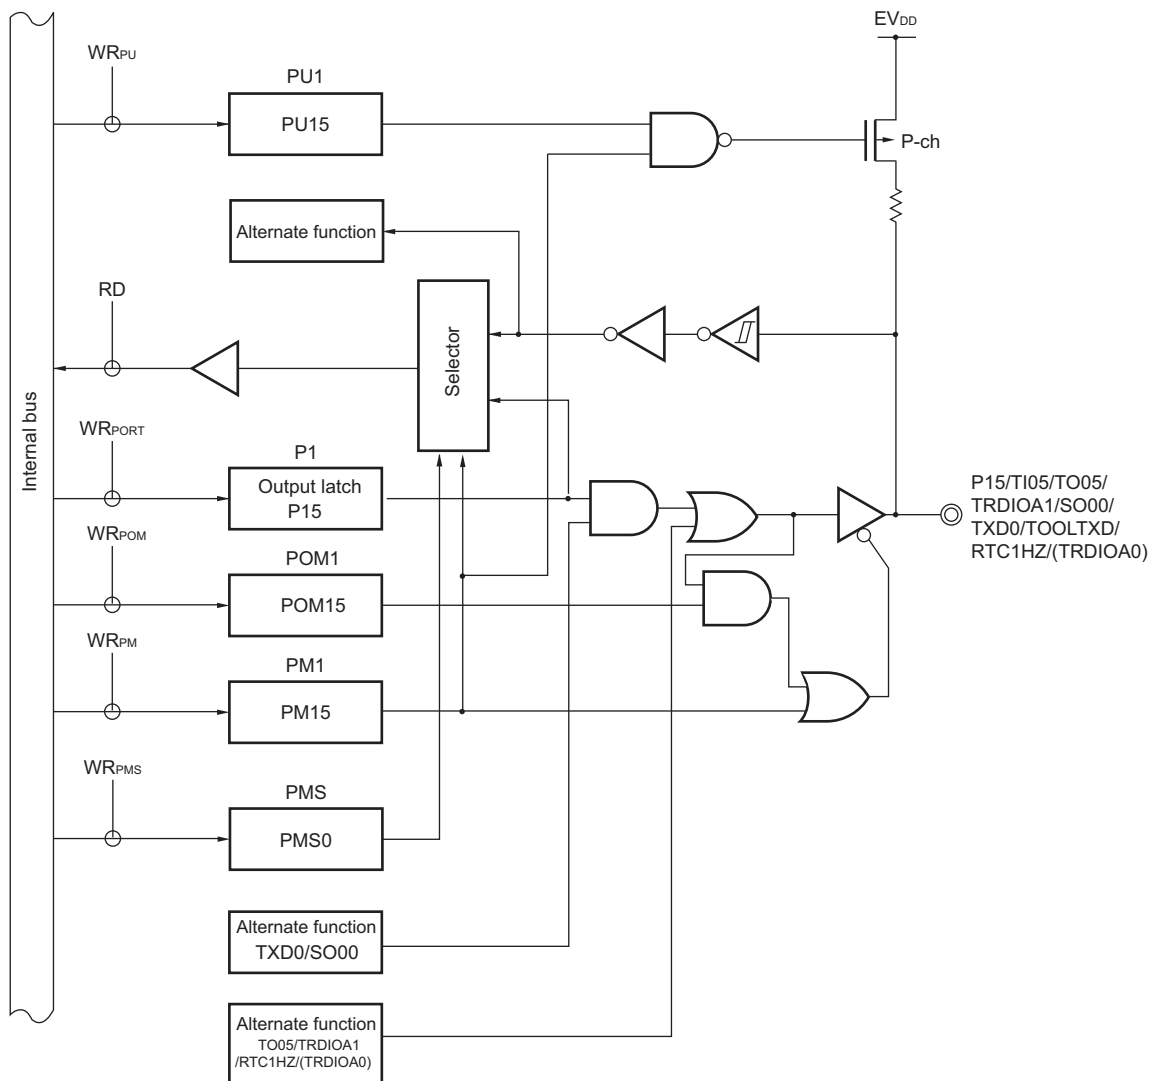 EVDD
WRPU
PU1
PU15
P-ch
Alternate function
RD
Selector
Internal bus
WRPORT
P1
Output latch
P15
P15/TI05/TO05/
TRDIOA1/SO00/
TXD0/TOOLTXD/
RTC1HZ/(TRDIOA0)
WRPOM
POM1
POM15
WRPM
PM1
PM15
WRPMS
PMS
PMS0
Alternate function
TXD0/SO00
Alternate function
TO05/TRDIOA1
/RTC1HZ/(TRDIOA0)